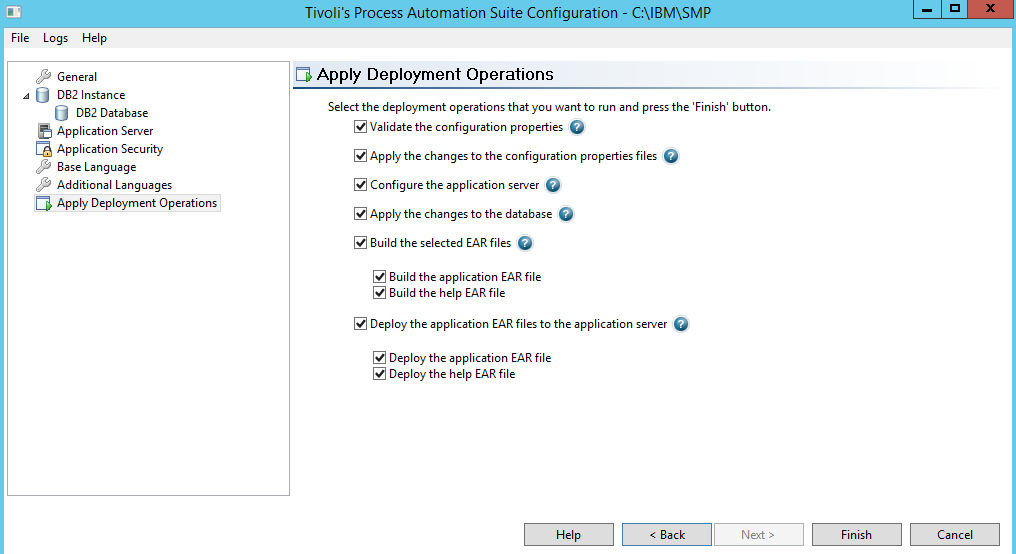 Tivoli's Process Automation Suite Configuration - C:\IBM\SMP
File Logs Help
General
DB2 Instance
DB2 Database
Application Server
Application Security
Base Language
Additional Languages
Apply Deployment Operations
Apply Deployment Operations
Select the deployment operations that you want to run and press the 'Finish' button.
Validate the configuration properties ?
Apply the changes to the configuration properties files ?
Configure the application server ?
Apply the changes to the database ?
Build the selected EAR files ?
Build the application EAR file
Build the help EAR file
Deploy the application EAR files to the application server ?
Deploy the application EAR file
Deploy the help EAR file
Help < Back Next > Finish Cancel